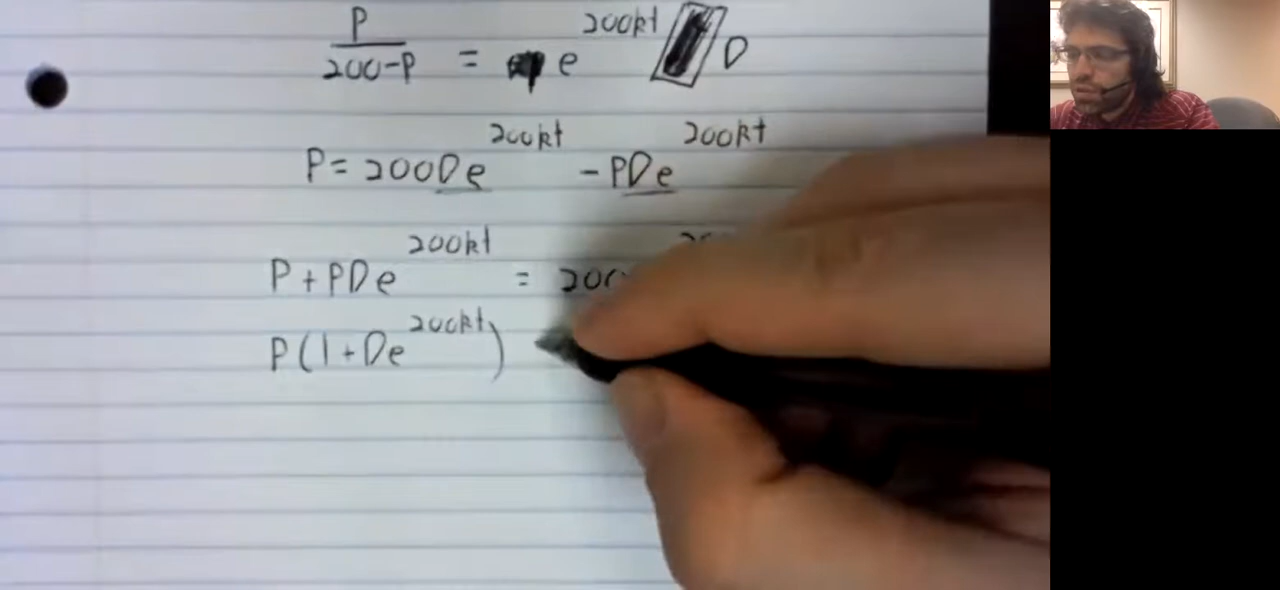 P/(200-P) = e^200kt D
P = 200De^200kt - PDe^200kt
P + PDe^200kt = 200
P(1 + De^200kt)